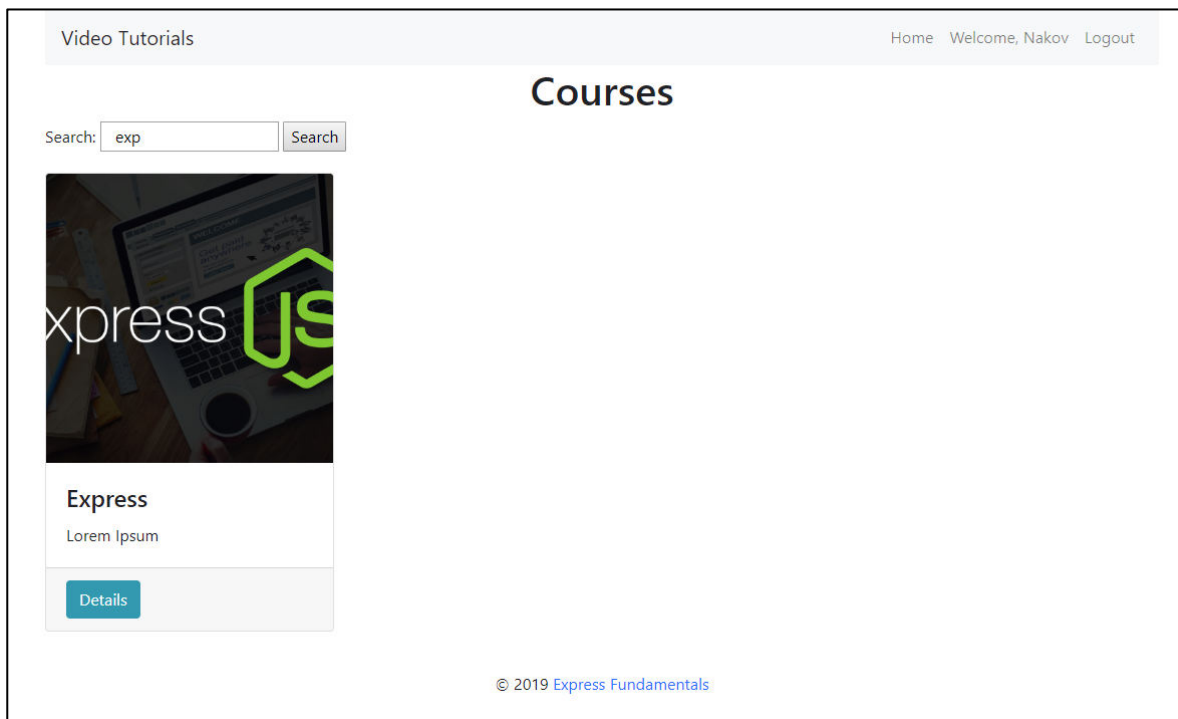 Video Tutorials Home Welcome, Nakov Logout
Courses
Search: exp Search
xpress JS
Express
Lorem Ipsum
Details
© 2019 Express Fundamentals